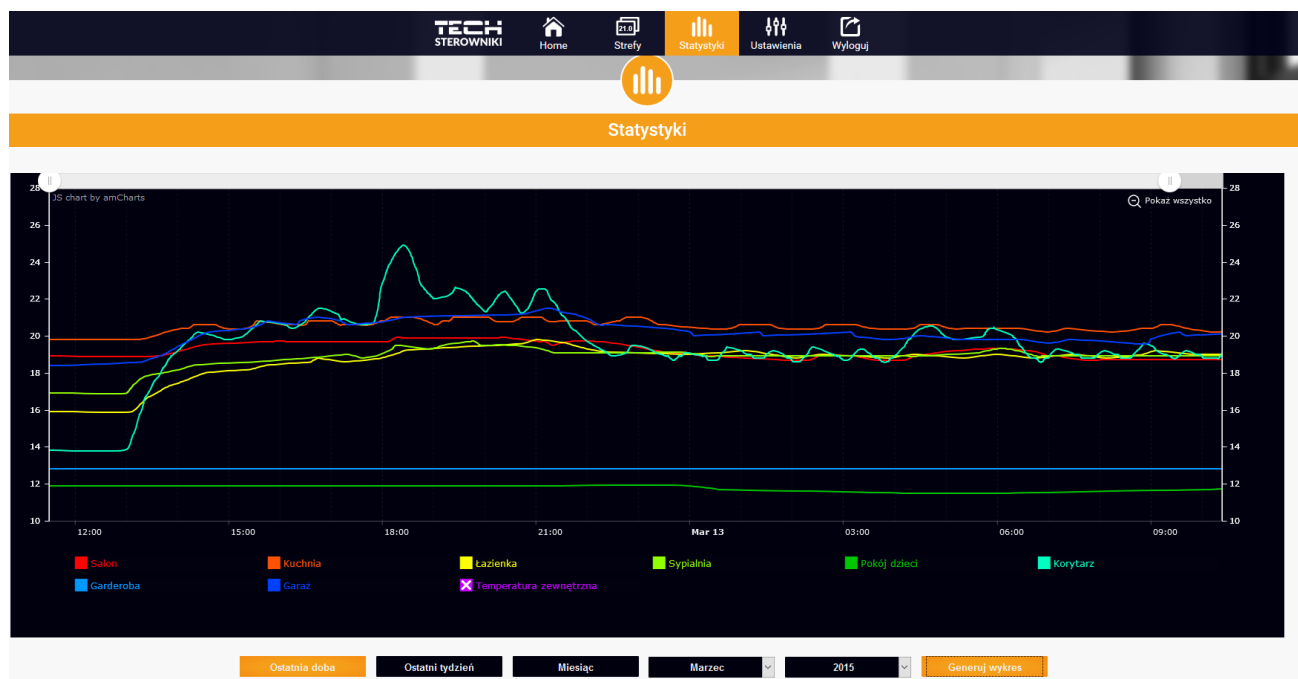 TECH
STEROWNIKI
Home
21.0
Strefy
Statystyki
Ustawienia
Wyloguj
Statystyki
JS chart by amCharts
Pokaż wszystko
28 28
26 26
24 24
22 22
20 20
18 18
16 16
14 14
12 12
10 10
12:00 15:00 18:00 21:00 Mar 13 03:00 06:00 09:00
Salon Kuchnia Łazienka Sypialnia Pokój dzieci Korytarz
Garderoba Garaż Temperatura zewnętrzna
Ostatnia doba Ostatni tydzień Miesiąc Marzec 2015 Generuj wykres